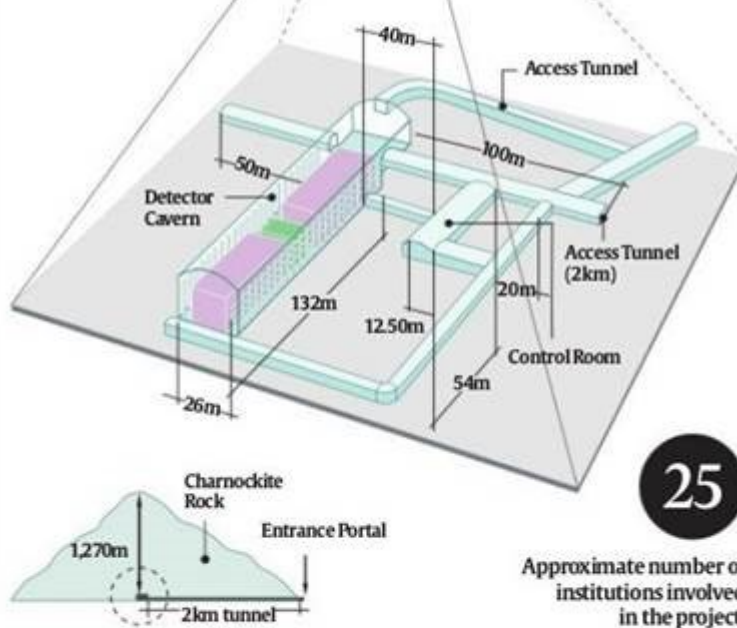 40m
Access Tunnel
50m
100m
Detector
Cavern
Access Tunnel
(2km)
20m
132m
12.50m
Control Room
54m
26m
25
Charnockite
Rock
Entrance Portal
1,270m
2km tunnel
Approximate number o
institutions involve
in the project